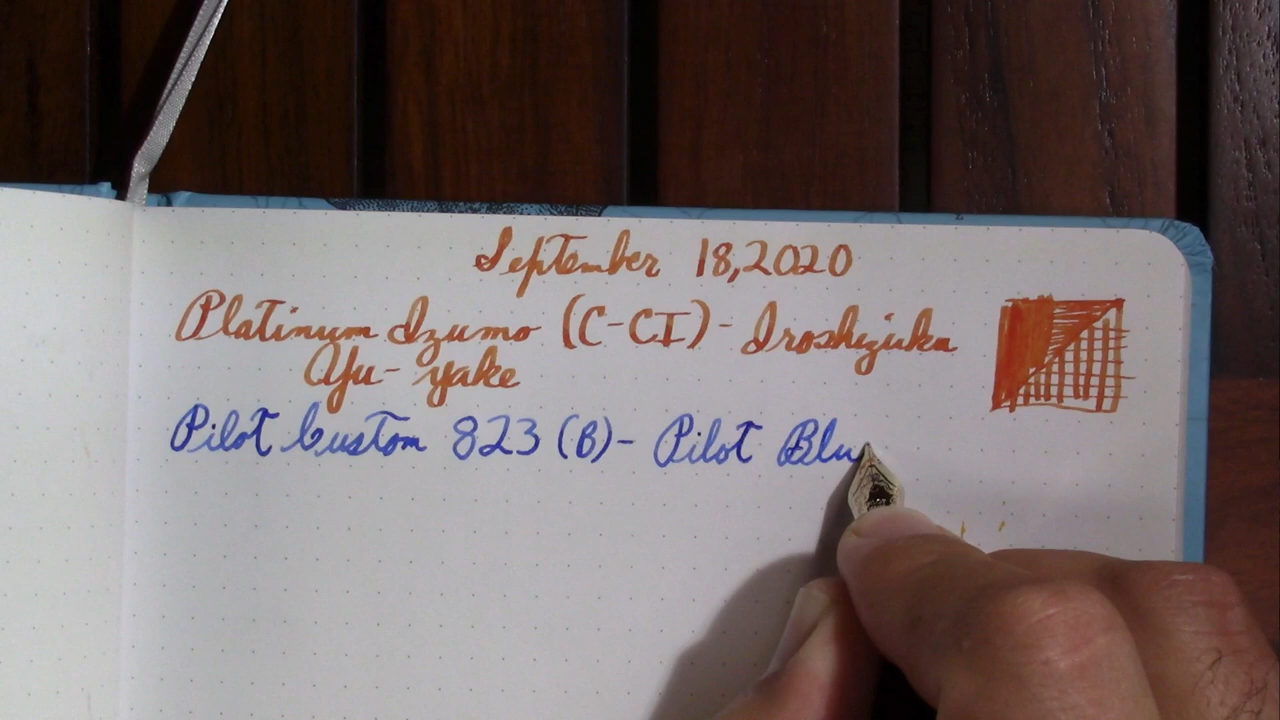 September 18, 2020
Platinum Izumo (C-CI) - Iroshizuku
Yu-yake
Pilot Custom 823 (B) - Pilot Blu